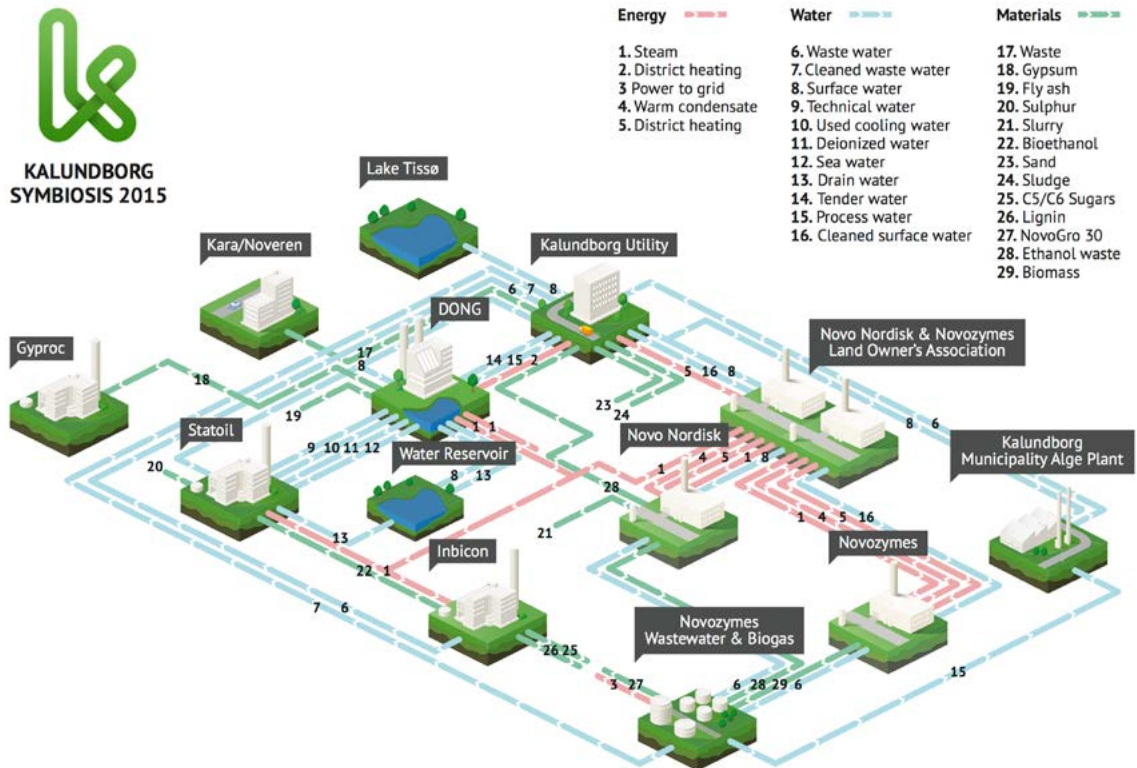 KALUNDBORG
SYMBIOSIS 2015
Energy
1. Steam
2. District heating
3 Power to grid
4. Warm condensate
5. District heating
Water
6. Waste water
7. Cleaned waste water
8. Surface water
9. Technical water
10. Used cooling water
11. Deionized water
12. Sea water
13. Drain water
14. Tender water
15. Process water
16. Cleaned surface water
Materials
17. Waste
18. Gypsum
19. Fly ash
20. Sulphur
21. Slurry
22. Bioethanol
23. Sand
24. Sludge
25. C5/C6 Sugars
26. Lignin
27. NovoGro 30
28. Ethanol waste
29. Biomass
Lake Tissø
Kara/Noveren
Kalundborg Utility
6 7 8
DONG
Gyproc
17
8
14 15 2
Novo Nordisk & Novozymes
Land Owner's Association
5 16 8
18
19
23
24
8 6
Statoil
9 10 11 12
1 1
Novo Nordisk
Kalundborg
Municipality Alge Plant
Water Reservoir
1 4 5 1 8
20
8 13
28
21
1 4 5 16
13
Inbicon
Novozymes
22 1
7 6
Novozymes
Wastewater & Biogas
26 25
3 27
6 28 29 6
15